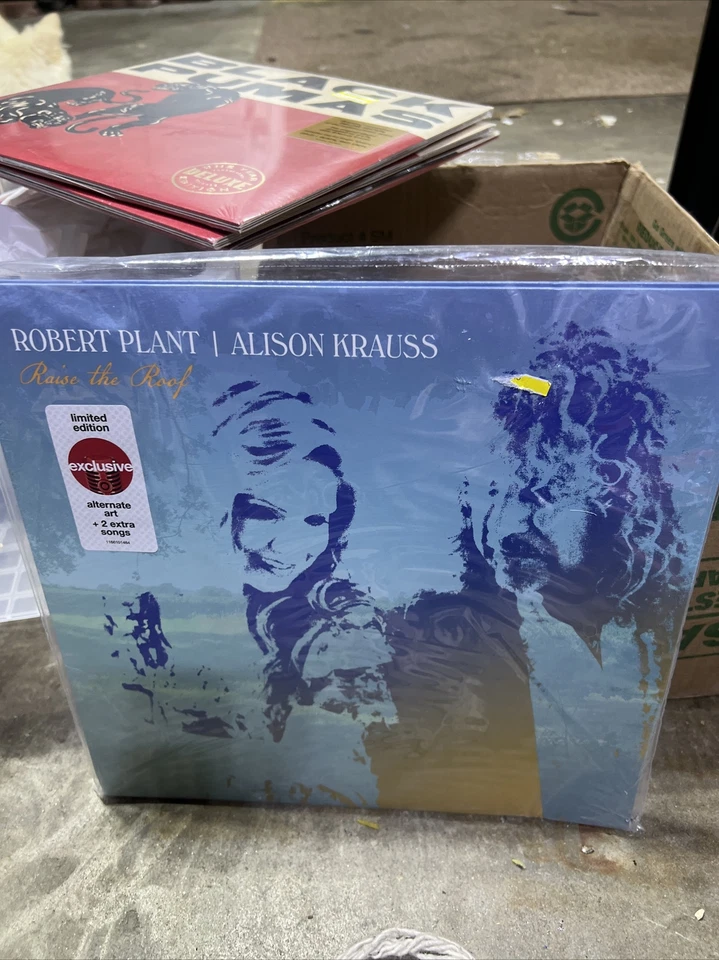 BLACK
PUMAS
DELUXE
ROBERT PLANT | ALISON KRAUSS
Raise the Roof
limited
edition
exclusive
alternate
art
+ 2 extra
songs